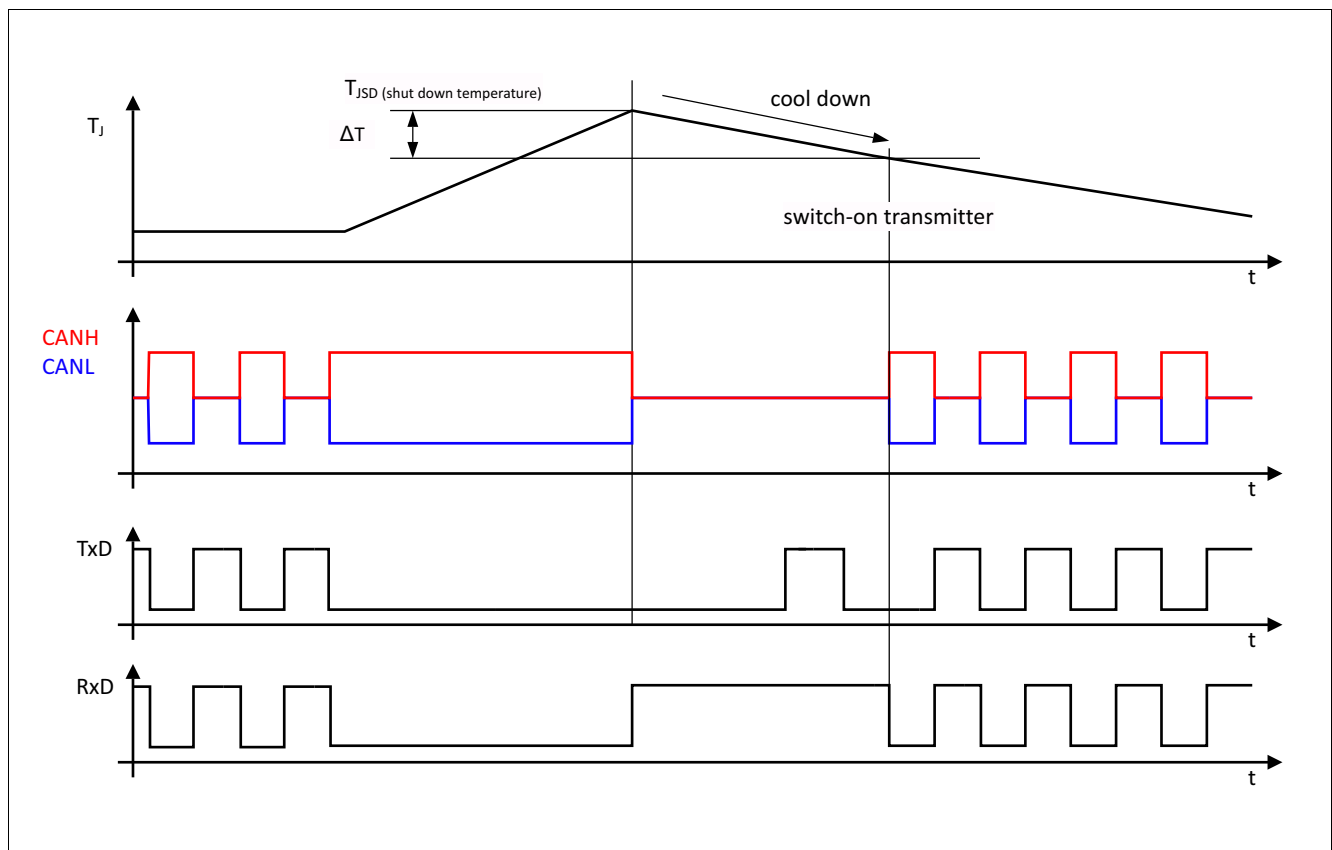 T_JSD (shut down temperature)
cool down
T_J
ΔT
switch-on transmitter
t
CANH
CANL
t
TxD
t
RxD
t